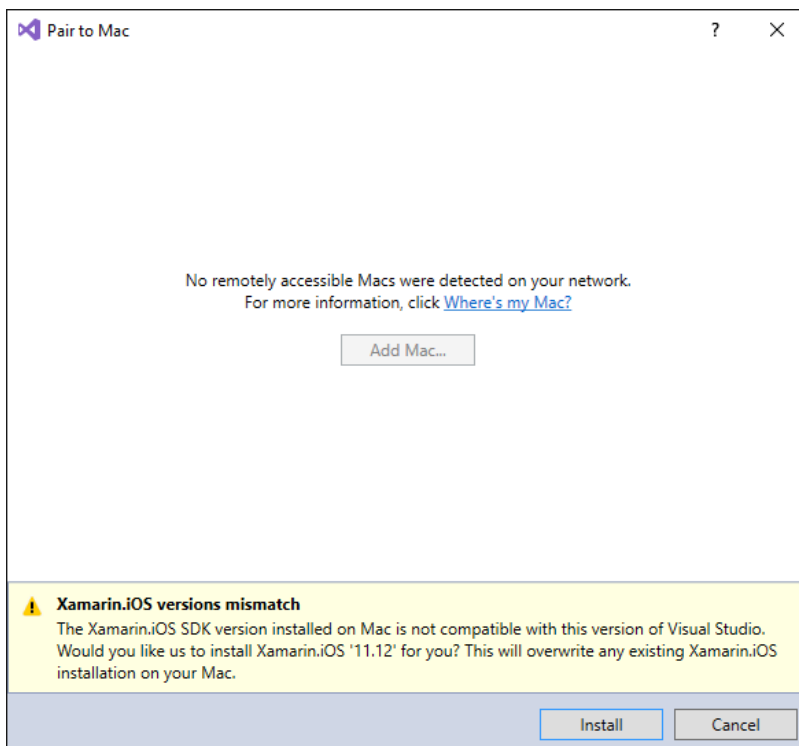 Pair to Mac
?
No remotely accessible Macs were detected on your network.
For more information, click Where's my Mac?
Add Mac...
Xamarin.iOS versions mismatch
The Xamarin.iOS SDK version installed on Mac is not compatible with this version of Visual Studio.
Would you like us to install Xamarin.iOS '11.12' for you? This will overwrite any existing Xamarin.iOS
installation on your Mac.
Install
Cancel